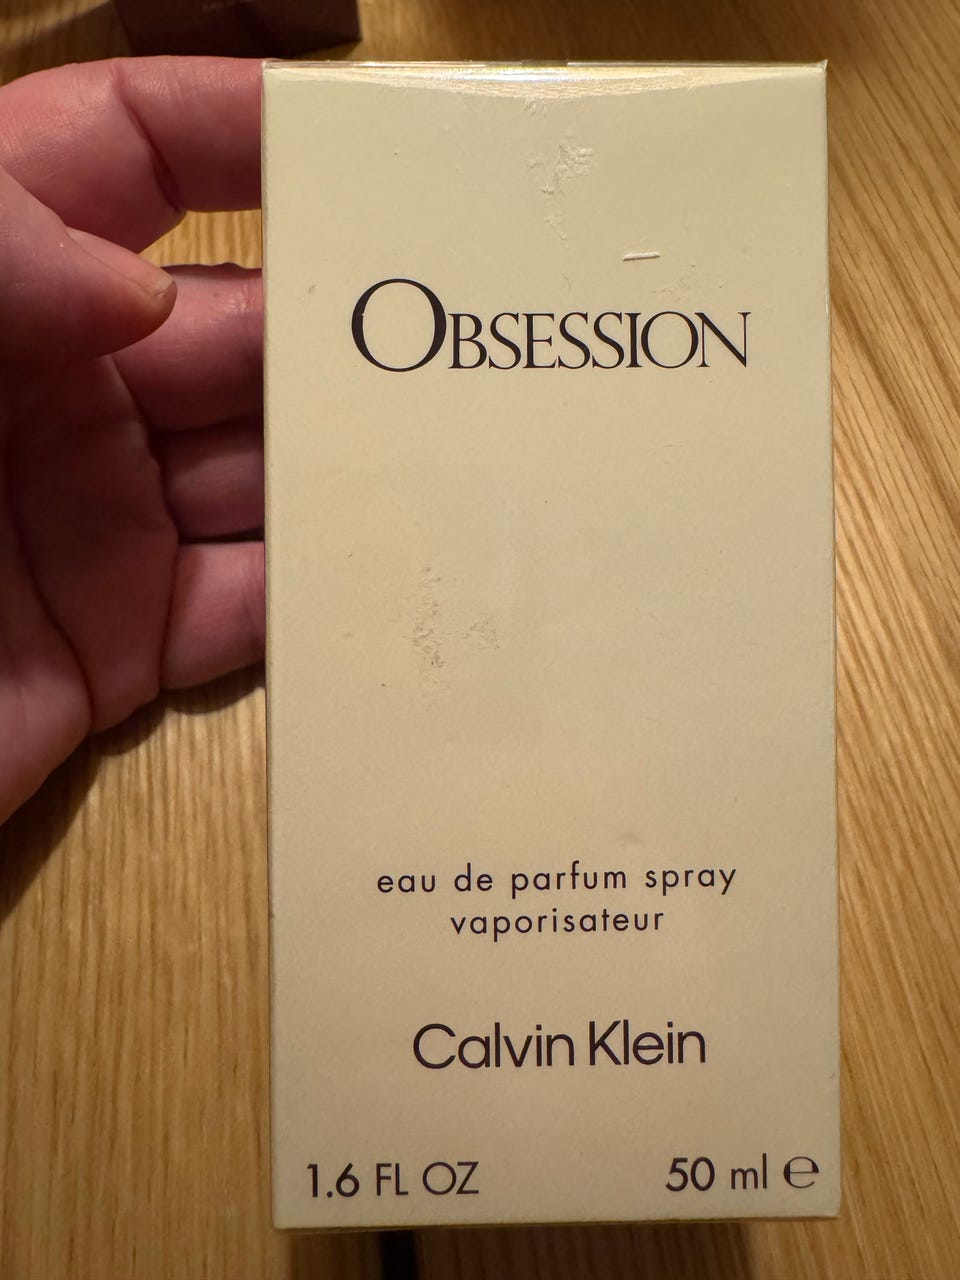 OBSESSION
eau de parfum spray
vaporisateur
Calvin Klein
1.6 FL OZ 50 ml ℮